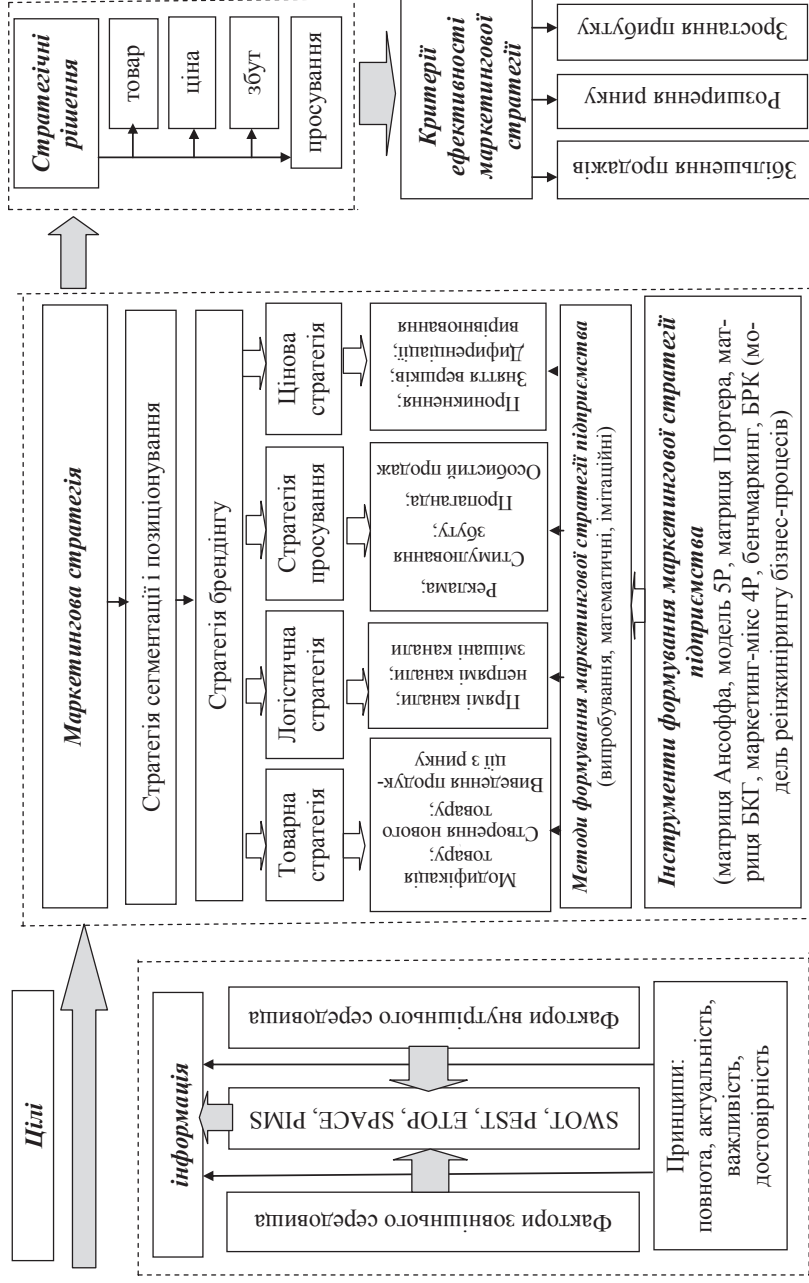 Цілі
інформація
Фактори зовнішнього середовища
SWOT, PEST, ETOP, SPACE, PIMS
Фактори внутрішнього середовища
Принципи:
повнота, актуальність,
важливість,
достовірність
Маркетингова стратегія
Стратегія сегментації і позиціонування
Стратегія брендінгу
Товарна
стратегія
Логістична
стратегія
Стратегія
просування
Цінова
стратегія
Модифікація
товару;
Створення нового
товару;
Виведення продук-
ції з ринку
Прямі канали;
непрямі канали;
змішані канали
Реклама;
Стимулювання
збуту;
Пропаганда;
Особистий продаж
Проникнення;
Зняття вершків;
Диференціації;
вирівнювання
Методи формування маркетингової стратегії підприємства
(випробування, математичні, імітаційні)
Інструменти формування маркетингової стратегії
підприємства
(матриця Ансоффа, модель 5Р, матриця Портера, мат-
риця БКГ, маркетинг-мікс 4Р, бенчмаркинг, БРК (мо-
дель реінжинірингу бізнес-процесів)
Стратегічні
рішення
товар
ціна
збут
просування
Критерії
ефективності
маркетингової
стратегії
Збільшення
продажів
Розширення ринку
Зростання
прибутку